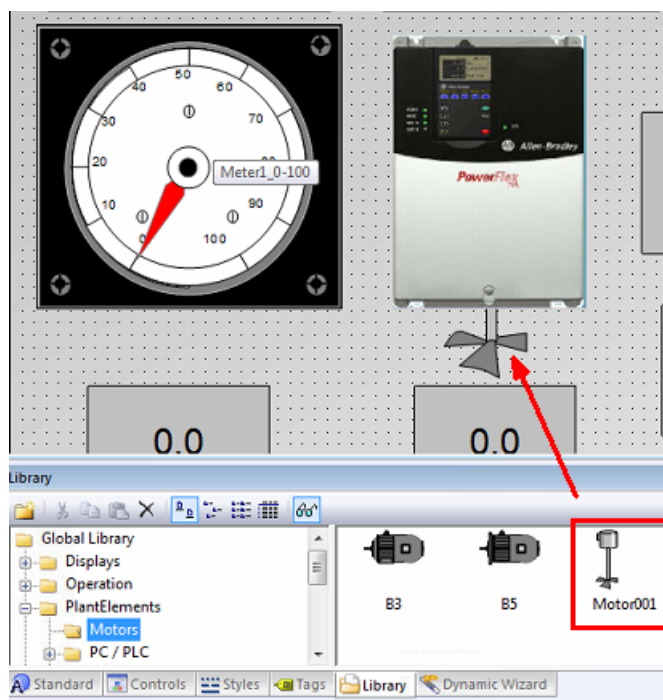 50
40
60
30
70
20
Meter1_0-100
10
90
0
100
Allen-Bradley
PowerFlex
0.0
0.0
Library
Global Library
Displays
Operation
PlantElements
Motors
PC / PLC
B3
B5
Motor001
Standard
Controls
Styles
Tags
Library
Dynamic Wizard